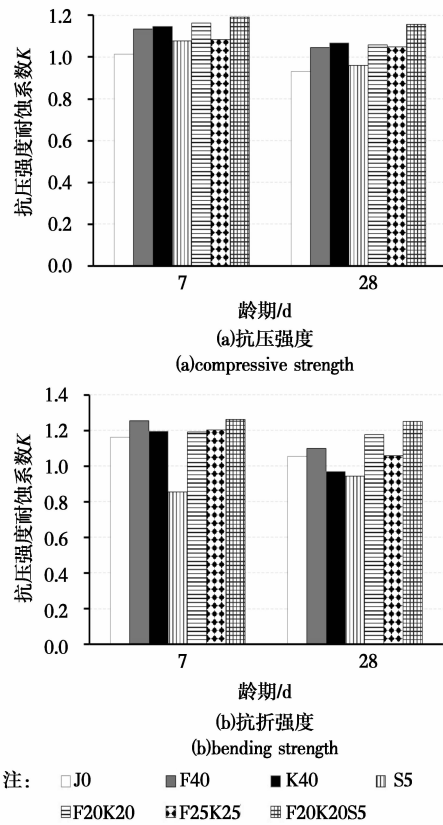 抗压强度耐蚀系数K
1.2
1.0
0.8
0.6
0.4
0.2
0.0
7 28
龄期/d
(a)抗压强度
(a)compressive strength
抗压强度耐蚀系数K
1.4
1.2
1.0
0.8
0.6
0.4
0.2
0.0
7 28
龄期/d
(b)抗折强度
(b)bending strength
注： J0 F40 K40 S5
F20K20 F25K25 F20K20S5